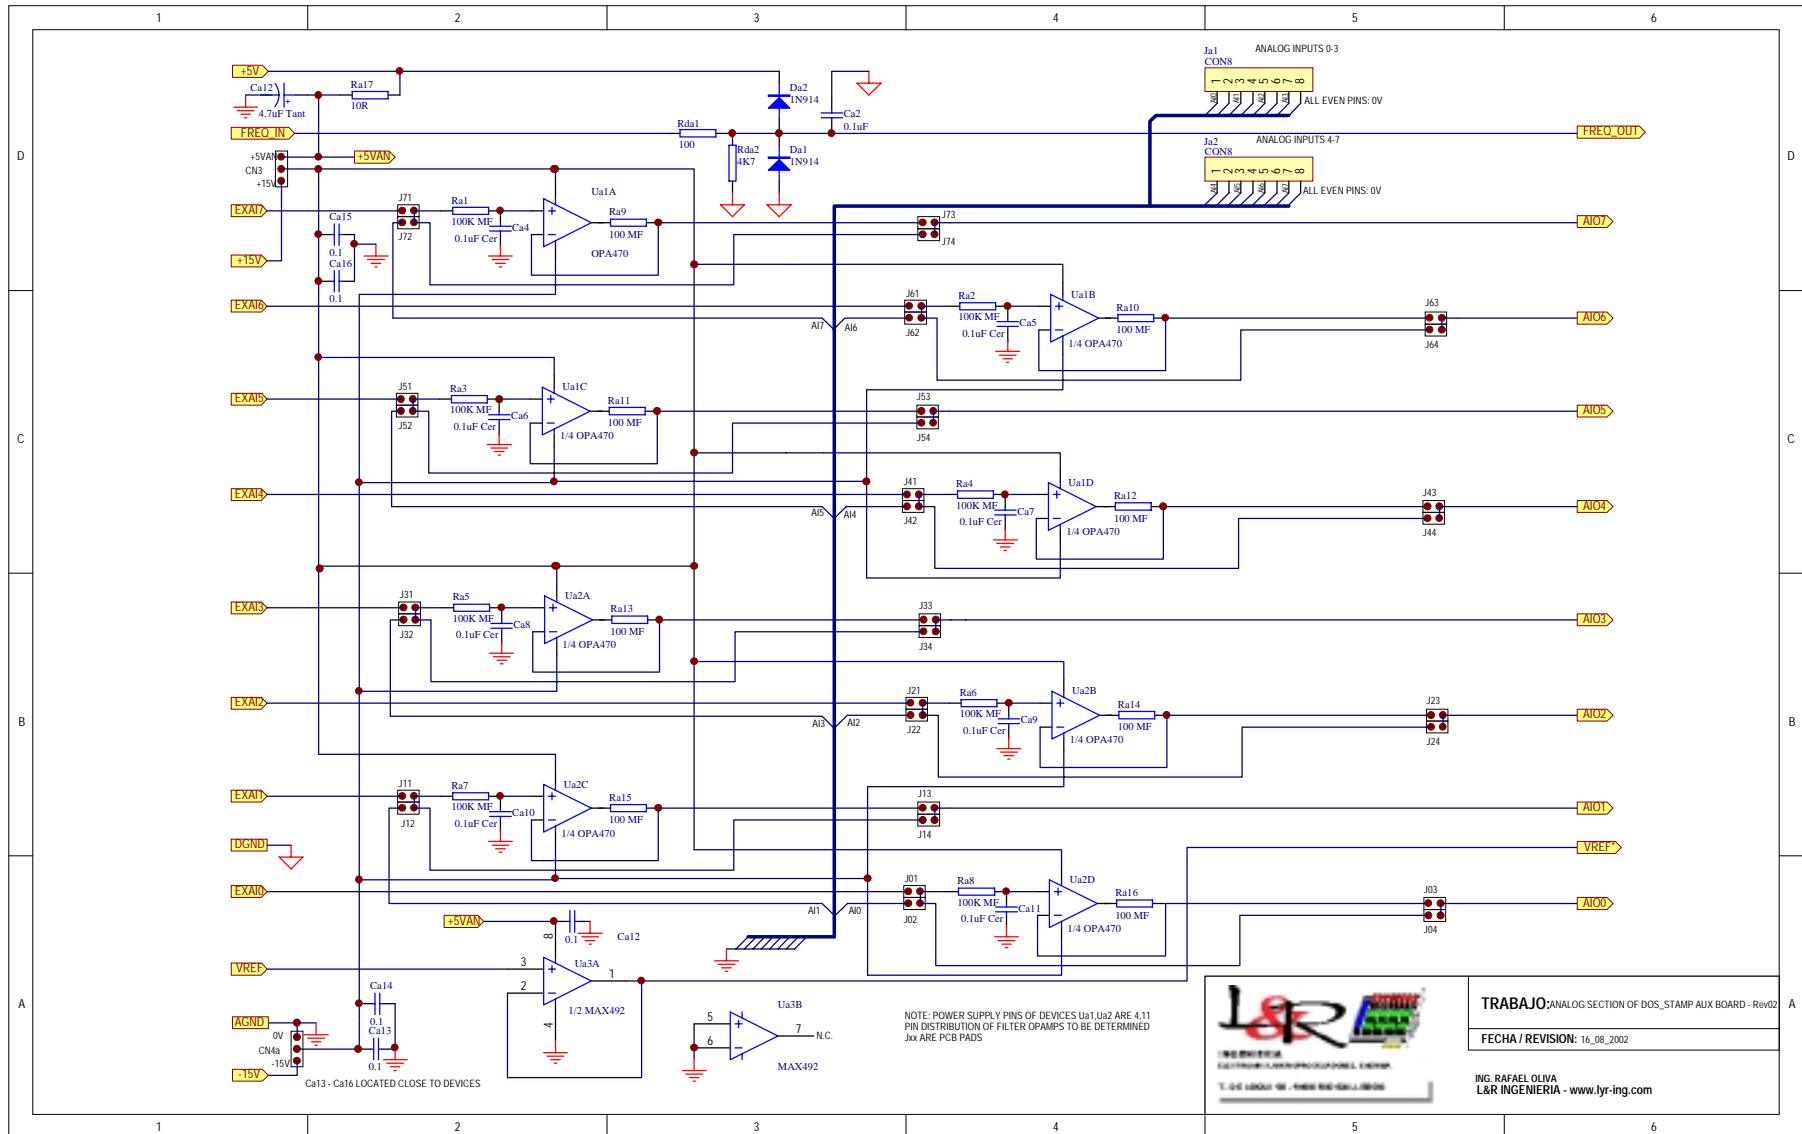 1 2 3 4 5 6
+5V
Ca12
4.7uF Tant
Ra17
10R
FREQ_IN
+5VAN
CN3
+15V
+5VAN
Rda1
100
Rda2
4K7
Da2
1N914
Da1
1N914
Ca2
0.1uF
Ja1
CON8
ANALOG INPUTS 0-3
1 2 3 4 5 6 7 8
AI0 AI1 AI2 AI3
ALL EVEN PINS: 0V
FREQ_OUT
Ja2
CON8
ANALOG INPUTS 4-7
1 2 3 4 5 6 7 8
AI4 AI5 AI6 AI7
ALL EVEN PINS: 0V
D
D
EXAI7
J71
J72
Ra1
100K MF
Ca4
0.1uF Cer
Ua1A
OPA470
Ra9
100 MF
J73
J74
AIO7
+15V
Ca15
0.1
Ca16
0.1
EXAI6
AI7
AI6
J61
J62
Ra2
100K MF
Ca5
0.1uF Cer
Ua1B
1/4 OPA470
Ra10
100 MF
J63
J64
AIO6
EXAI5
J51
J52
Ra3
100K MF
Ca6
0.1uF Cer
Ua1C
1/4 OPA470
Ra11
100 MF
J53
J54
AIO5
C
C
EXAI4
AI5
AI4
J41
J42
Ra4
100K MF
Ca7
0.1uF Cer
Ua1D
1/4 OPA470
Ra12
100 MF
J43
J44
AIO4
EXAI3
J31
J32
Ra5
100K MF
Ca8
0.1uF Cer
Ua2A
1/4 OPA470
Ra13
100 MF
J33
J34
AIO3
EXAI2
AI3
AI2
J21
J22
Ra6
100K MF
Ca9
0.1uF Cer
Ua2B
1/4 OPA470
Ra14
100 MF
J23
J24
AIO2
B
B
EXAI1
J11
J12
Ra7
100K MF
Ca10
0.1uF Cer
Ua2C
1/4 OPA470
Ra15
100 MF
J13
J14
AIO1
DGND
VREF*
EXAI0
AI1
AI0
J01
J02
Ra8
100K MF
Ca11
0.1uF Cer
Ua2D
1/4 OPA470
Ra16
100 MF
J03
J04
AIO0
+5VAN
0.1
Ca12
VREF
8
3
2
1
4
Ua3A
1/2 MAX492
Ca14
0.1
Ca13
0.1
AGND
0V
CN4a
-15V
-15V
Ca13 - Ca16 LOCATED CLOSE TO DEVICES
Ua3B
5
6
7
N.C.
MAX492
NOTE: POWER SUPPLY PINS OF DEVICES Ua1,Ua2 ARE 4,11
PIN DISTRIBUTION OF FILTER OPAMPS TO BE DETERMINED
Jxx ARE PCB PADS
A
A
L&R
INGENIERIA
TRABAJO: ANALOG SECTION OF DOS_STAMP AUX BOARD - Rev02
FECHA / REVISION: 16_08_2002
ING. RAFAEL OLIVA
L&R INGENIERIA - www.lyr-ing.com
1 2 3 4 5 6